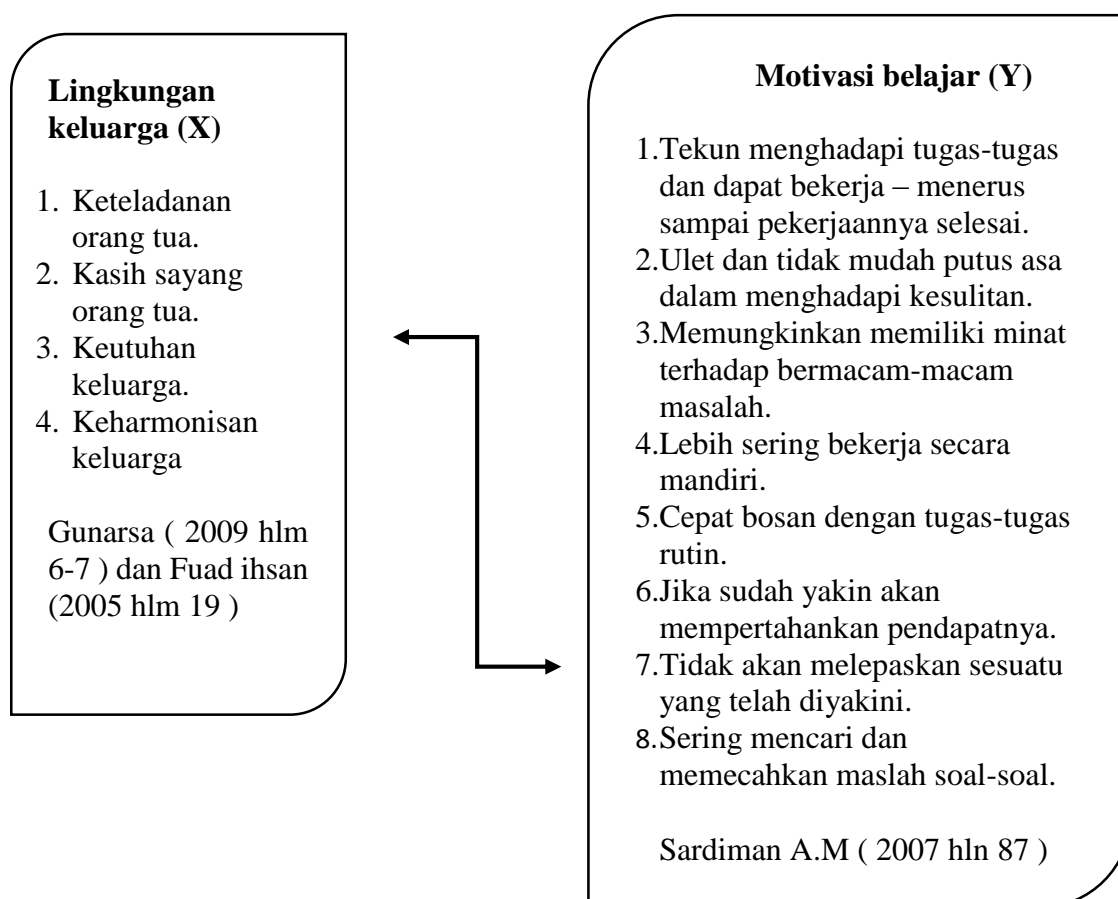 Lingkungan
keluarga (X)
1. Keteladanan
orang tua.
2. Kasih sayang
orang tua.
3. Keutuhan
keluarga.
4. Keharmonisan
keluarga
Gunarsa ( 2009 hlm
6-7 ) dan Fuad ihsan
(2005 hlm 19 )
Motivasi belajar (Y)
1.Tekun menghadapi tugas-tugas
dan dapat bekerja – menerus
sampai pekerjaannya selesai.
2.Ulet dan tidak mudah putus asa
dalam menghadapi kesulitan.
3.Memungkinkan memiliki minat
terhadap bermacam-macam
masalah.
4.Lebih sering bekerja secara
mandiri.
5.Cepat bosan dengan tugas-tugas
rutin.
6.Jika sudah yakin akan
mempertahankan pendapatnya.
7.Tidak akan melepaskan sesuatu
yang telah diyakini.
8.Sering mencari dan
memecahkan maslah soal-soal.
Sardiman A.M ( 2007 hln 87 )